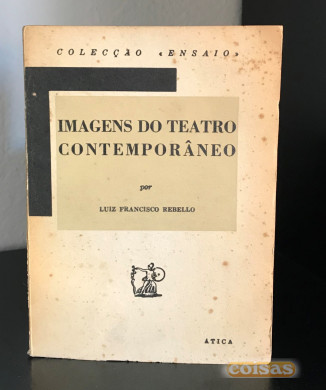 COLECÇÃO «ENSAIO»
IMAGENS DO TEATRO
CONTEMPORÂNEO
por
LUIZ FRANCISCO REBELLO
ÁTICA
coisas